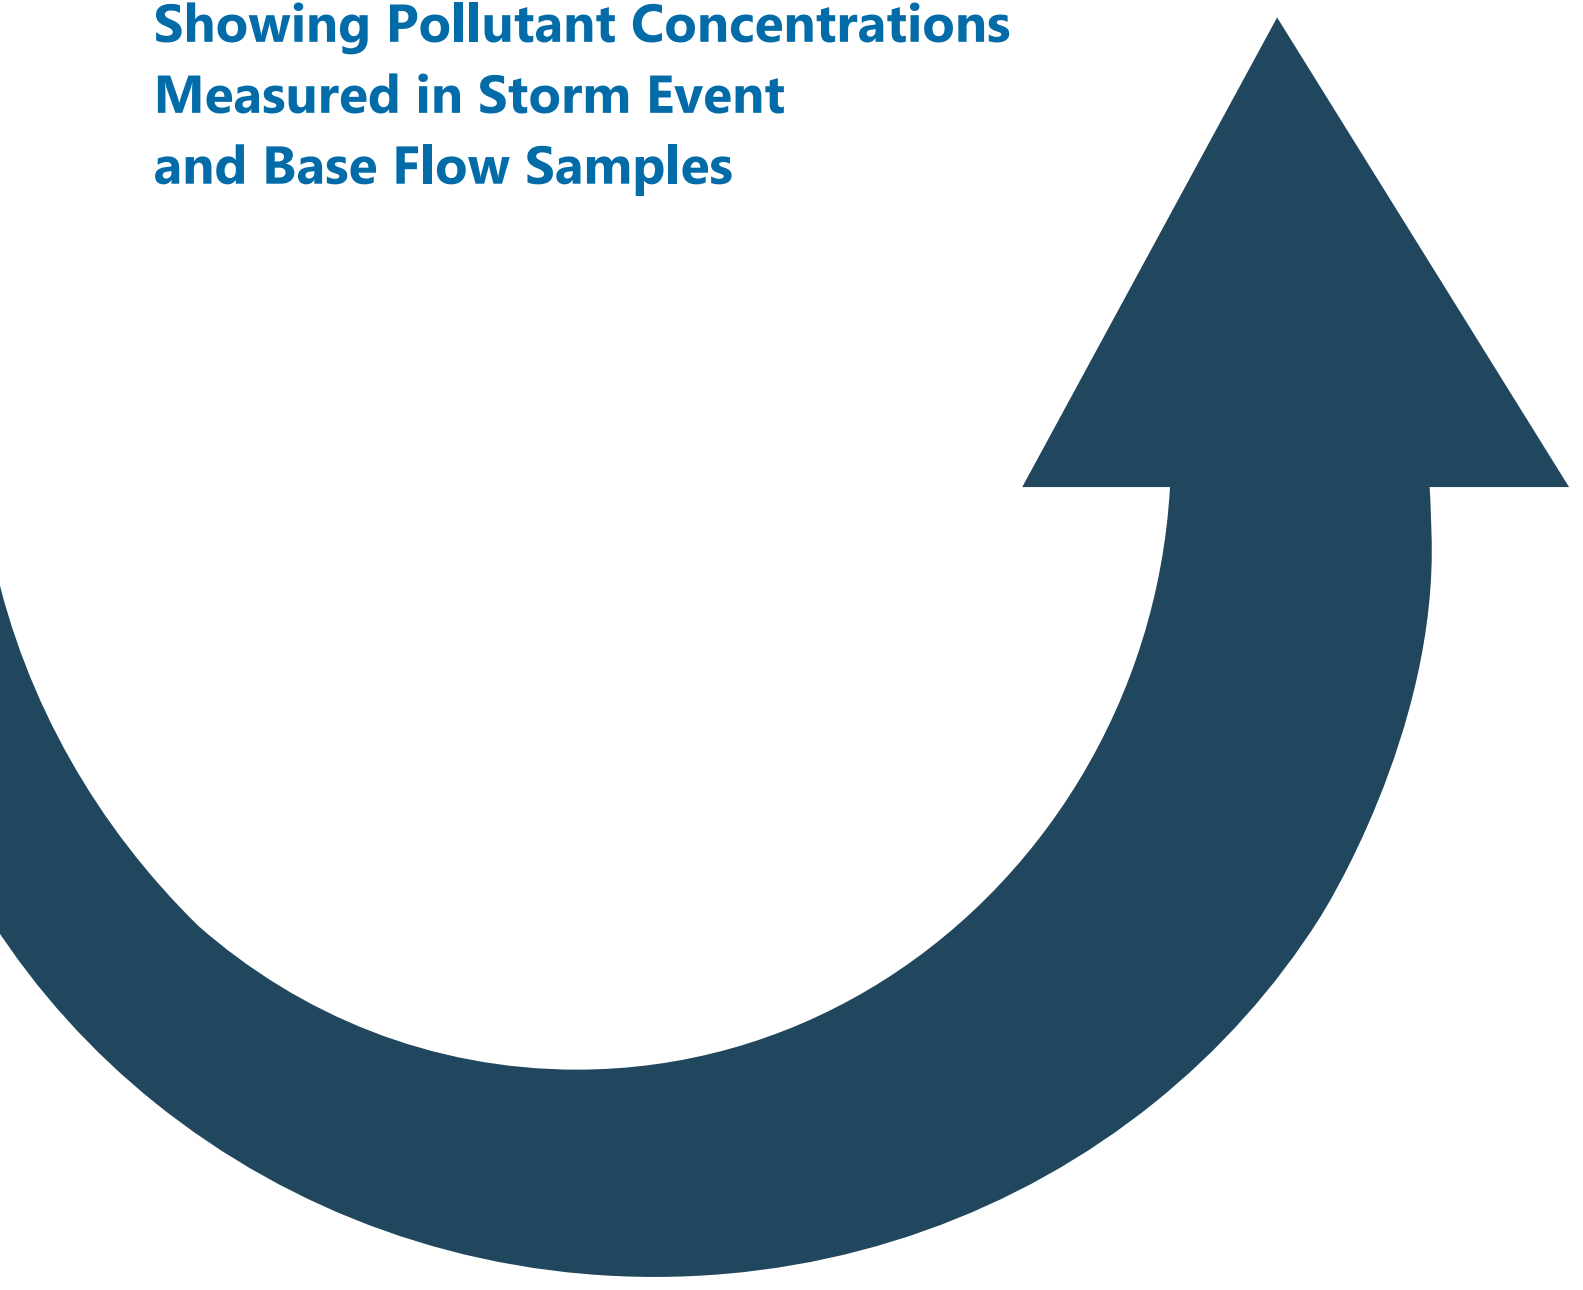 Showing Pollutant Concentrations
Measured in Storm Event
and Base Flow Samples